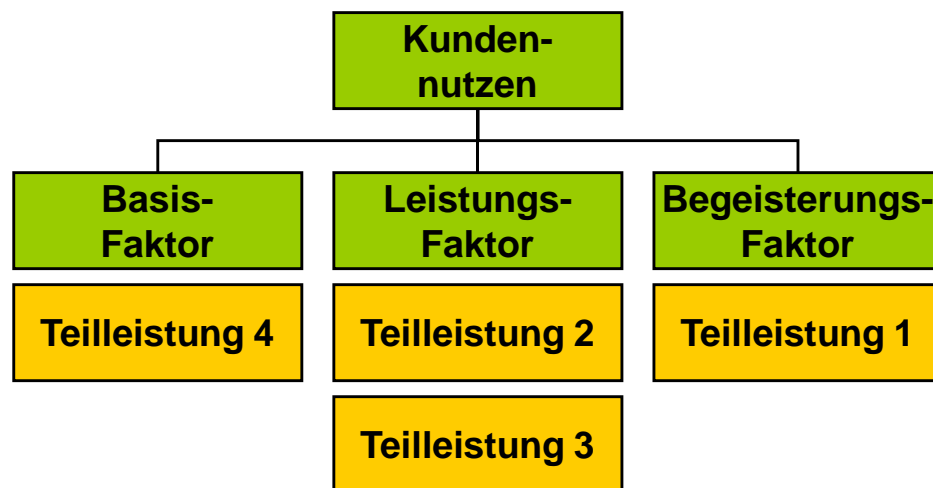 Kunden-
nutzen
Basis-
Faktor
Leistungs-
Faktor
Begeisterungs-
Faktor
Teilleistung 4
Teilleistung 2
Teilleistung 1
Teilleistung 3